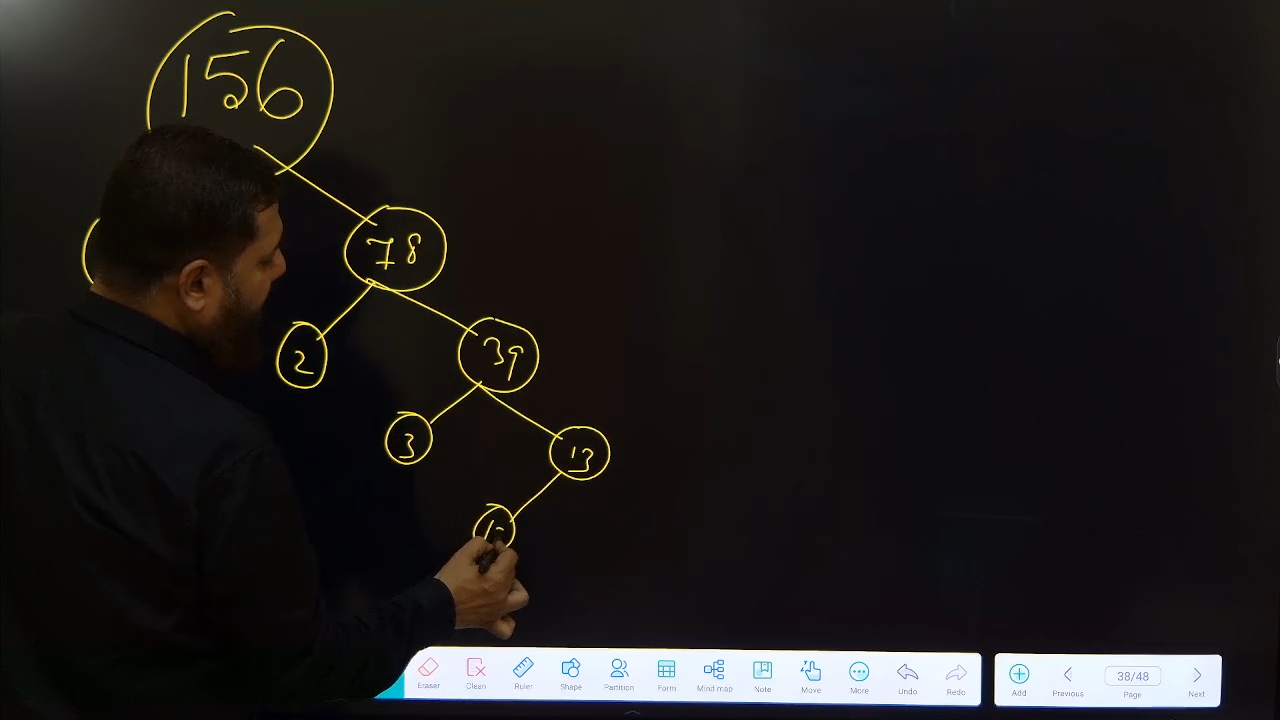 156
78
2
39
3
13
Eraser
Clean
Ruler
Shape
Partition
Form
Mind map
Note
Move
More
Undo
Redo
Add
Previous
38/48
Page
Next